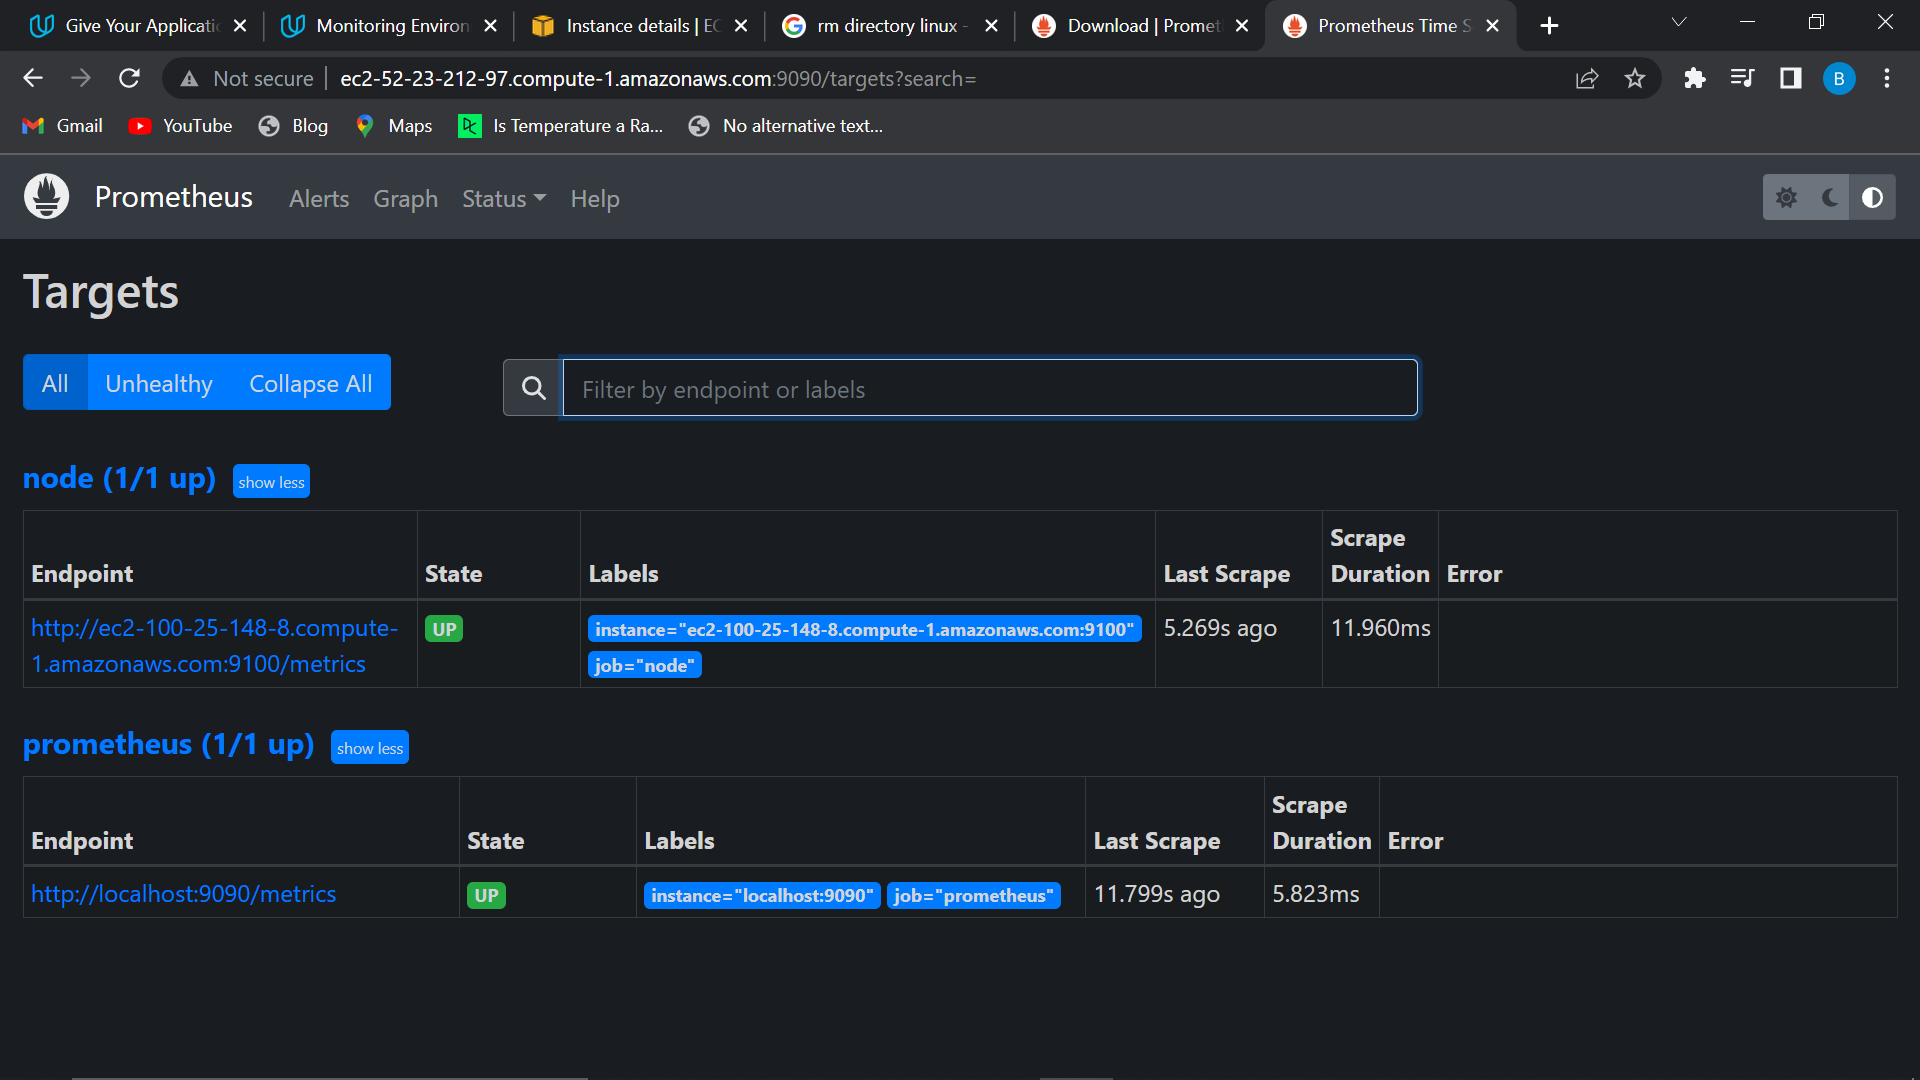 Give Your Applicatio
Monitoring Environ
Instance details | EC
rm directory linux -
Download | Promet
Prometheus Time S
Not secure
ec2-52-23-212-97.compute-1.amazonaws.com:9090/targets?search=
B
Gmail
YouTube
Blog
Maps
Is Temperature a Ra...
No alternative text...
Prometheus
Alerts
Graph
Status
Help
Targets
All
Unhealthy
Collapse All
Filter by endpoint or labels
node (1/1 up)
show less
Endpoint
State
Labels
Last Scrape
Scrape
Duration
Error
http://ec2-100-25-148-8.compute-
1.amazonaws.com:9100/metrics
UP
instance="ec2-100-25-148-8.compute-1.amazonaws.com:9100"
job="node"
5.269s ago
11.960ms
prometheus (1/1 up)
show less
Endpoint
State
Labels
Last Scrape
Scrape
Duration
Error
http://localhost:9090/metrics
UP
instance="localhost:9090"
job="prometheus"
11.799s ago
5.823ms